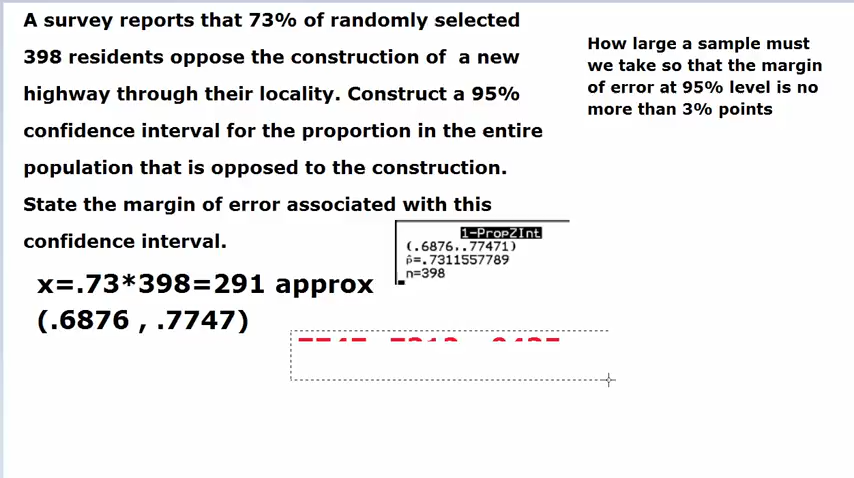 A survey reports that 73% of randomly selected
398 residents oppose the construction of a new
highway through their locality. Construct a 95%
confidence interval for the proportion in the entire
population that is opposed to the construction.
State the margin of error associated with this
confidence interval.
How large a sample must
we take so that the margin
of error at 95% level is no
more than 3% points
1-PropZInt
(.6876,.77471)
p̂=.7311557789
n=398
x=.73*398=291 approx
(.6876 , .7747)